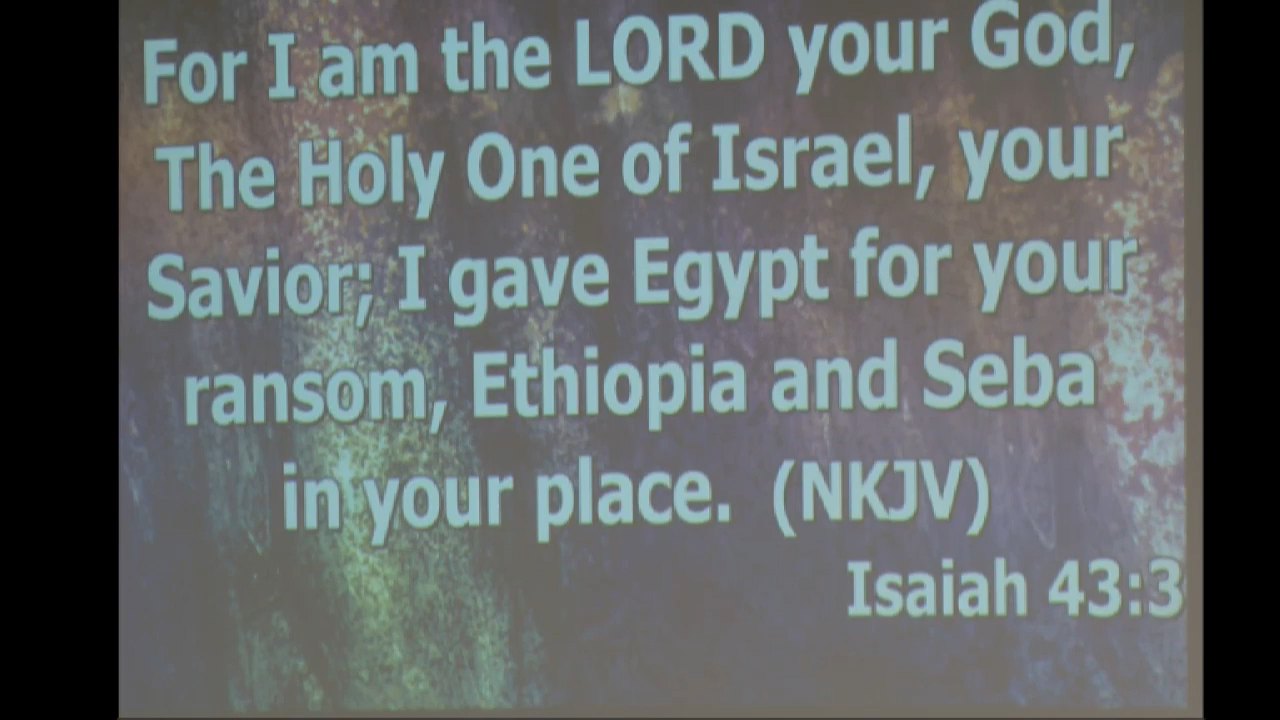 For I am the LORD your God,
The Holy One of Israel, your
Savior; I gave Egypt for your
ransom, Ethiopia and Seba
in your place. (NKJV)
Isaiah 43:3